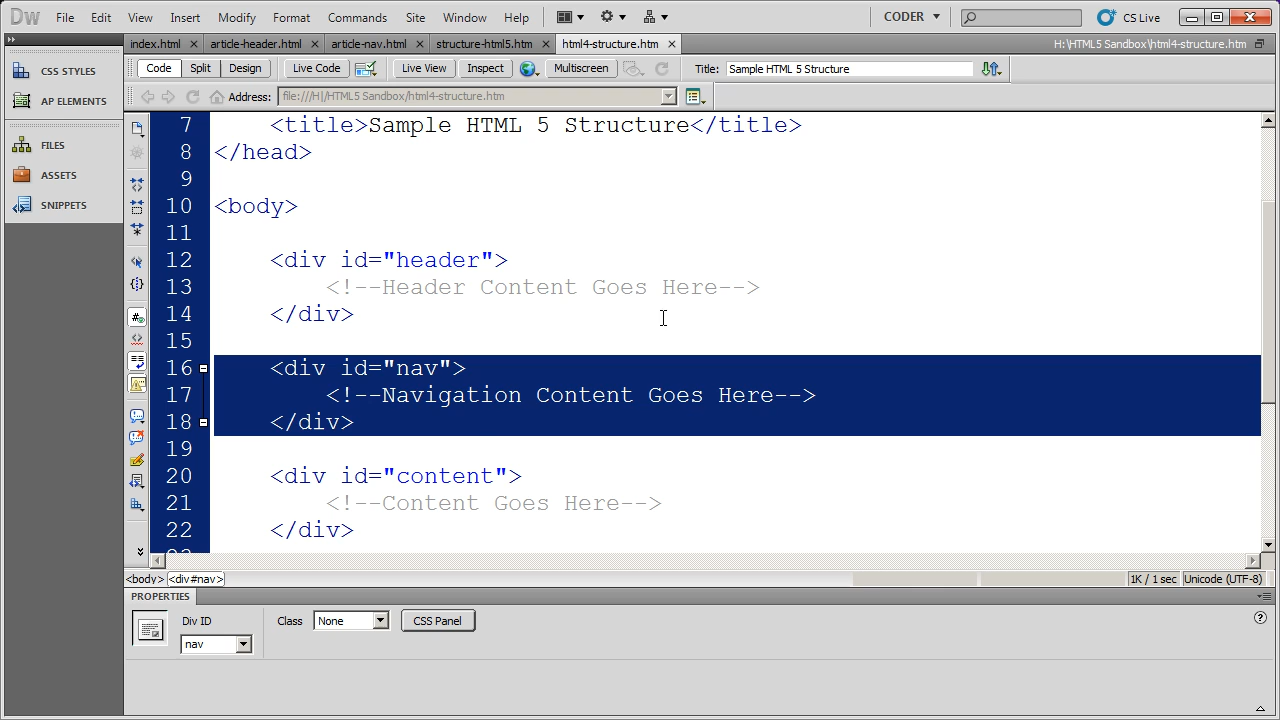 Dw File Edit View Insert Modify Format Commands Site Window Help CODER CS Live
index.html article-header.html article-nav.html structure-html5.htm html4-structure.htm H:\HTML5 Sandbox\html4-structure.htm
Code Split Design Live Code Live View Inspect Multiscreen Title: Sample HTML 5 Structure
Address: file:///H|/HTML5 Sandbox/html4-structure.htm
CSS STYLES
AP ELEMENTS
FILES
ASSETS
SNIPPETS
7 <title>Sample HTML 5 Structure</title>
8 </head>
9
10 <body>
11
12 <div id="header">
13 <!--Header Content Goes Here-->
14 </div>
15
16 <div id="nav">
17 <!--Navigation Content Goes Here-->
18 </div>
19
20 <div id="content">
21 <!--Content Goes Here-->
22 </div>
23
<body> <div#nav> 1K / 1 sec Unicode (UTF-8)
PROPERTIES
Div ID Class None CSS Panel
nav